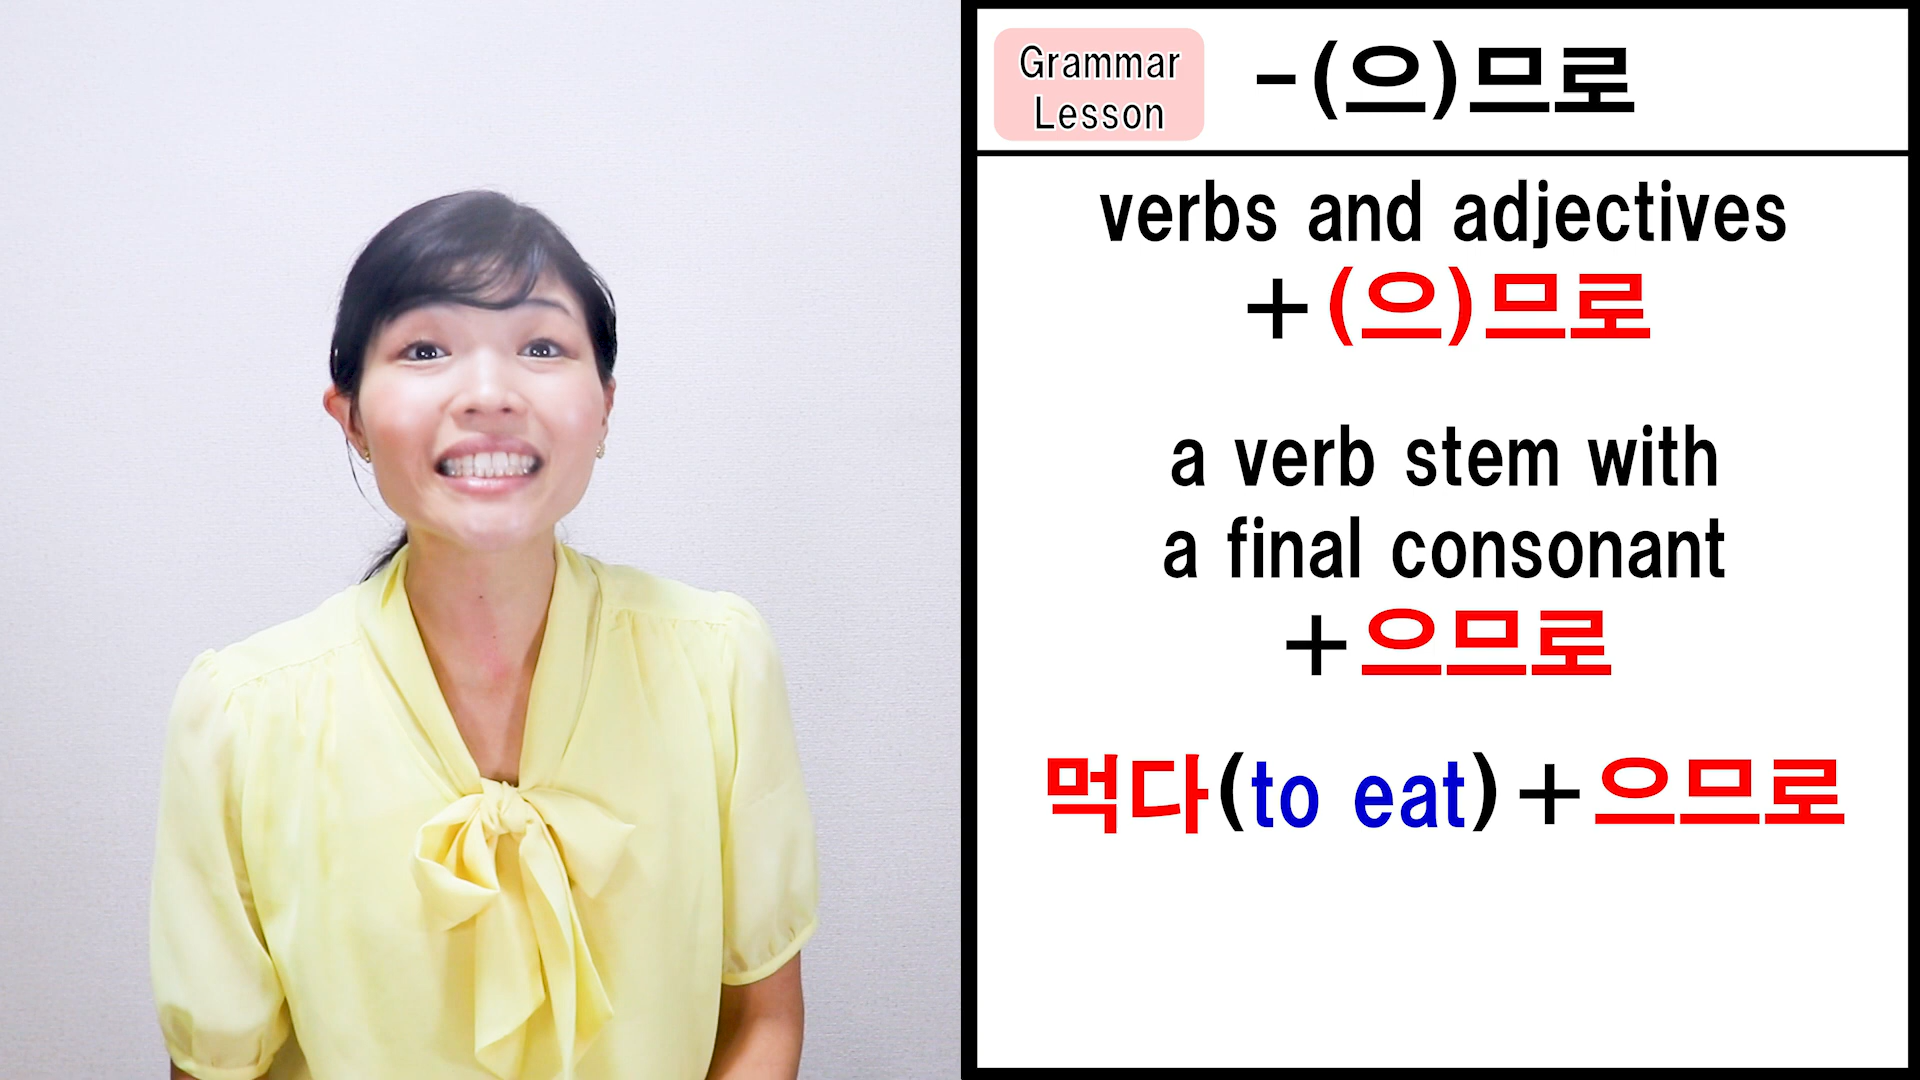 Grammar
Lesson
-(으)므로
verbs and adjectives
+(으)므로
a verb stem with
a final consonant
+으므로
먹다(to eat)+으므로